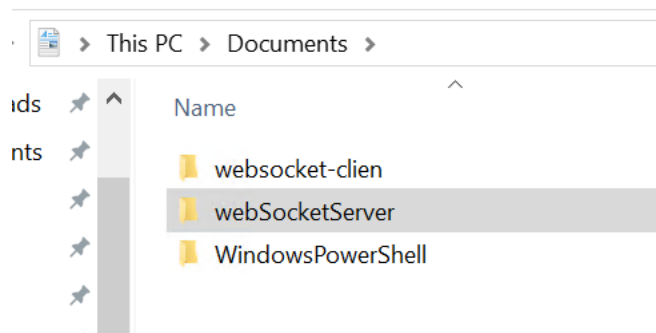 This PC > Documents >
ads
Name
nts
websocket-clien
webSocketServer
WindowsPowerShell